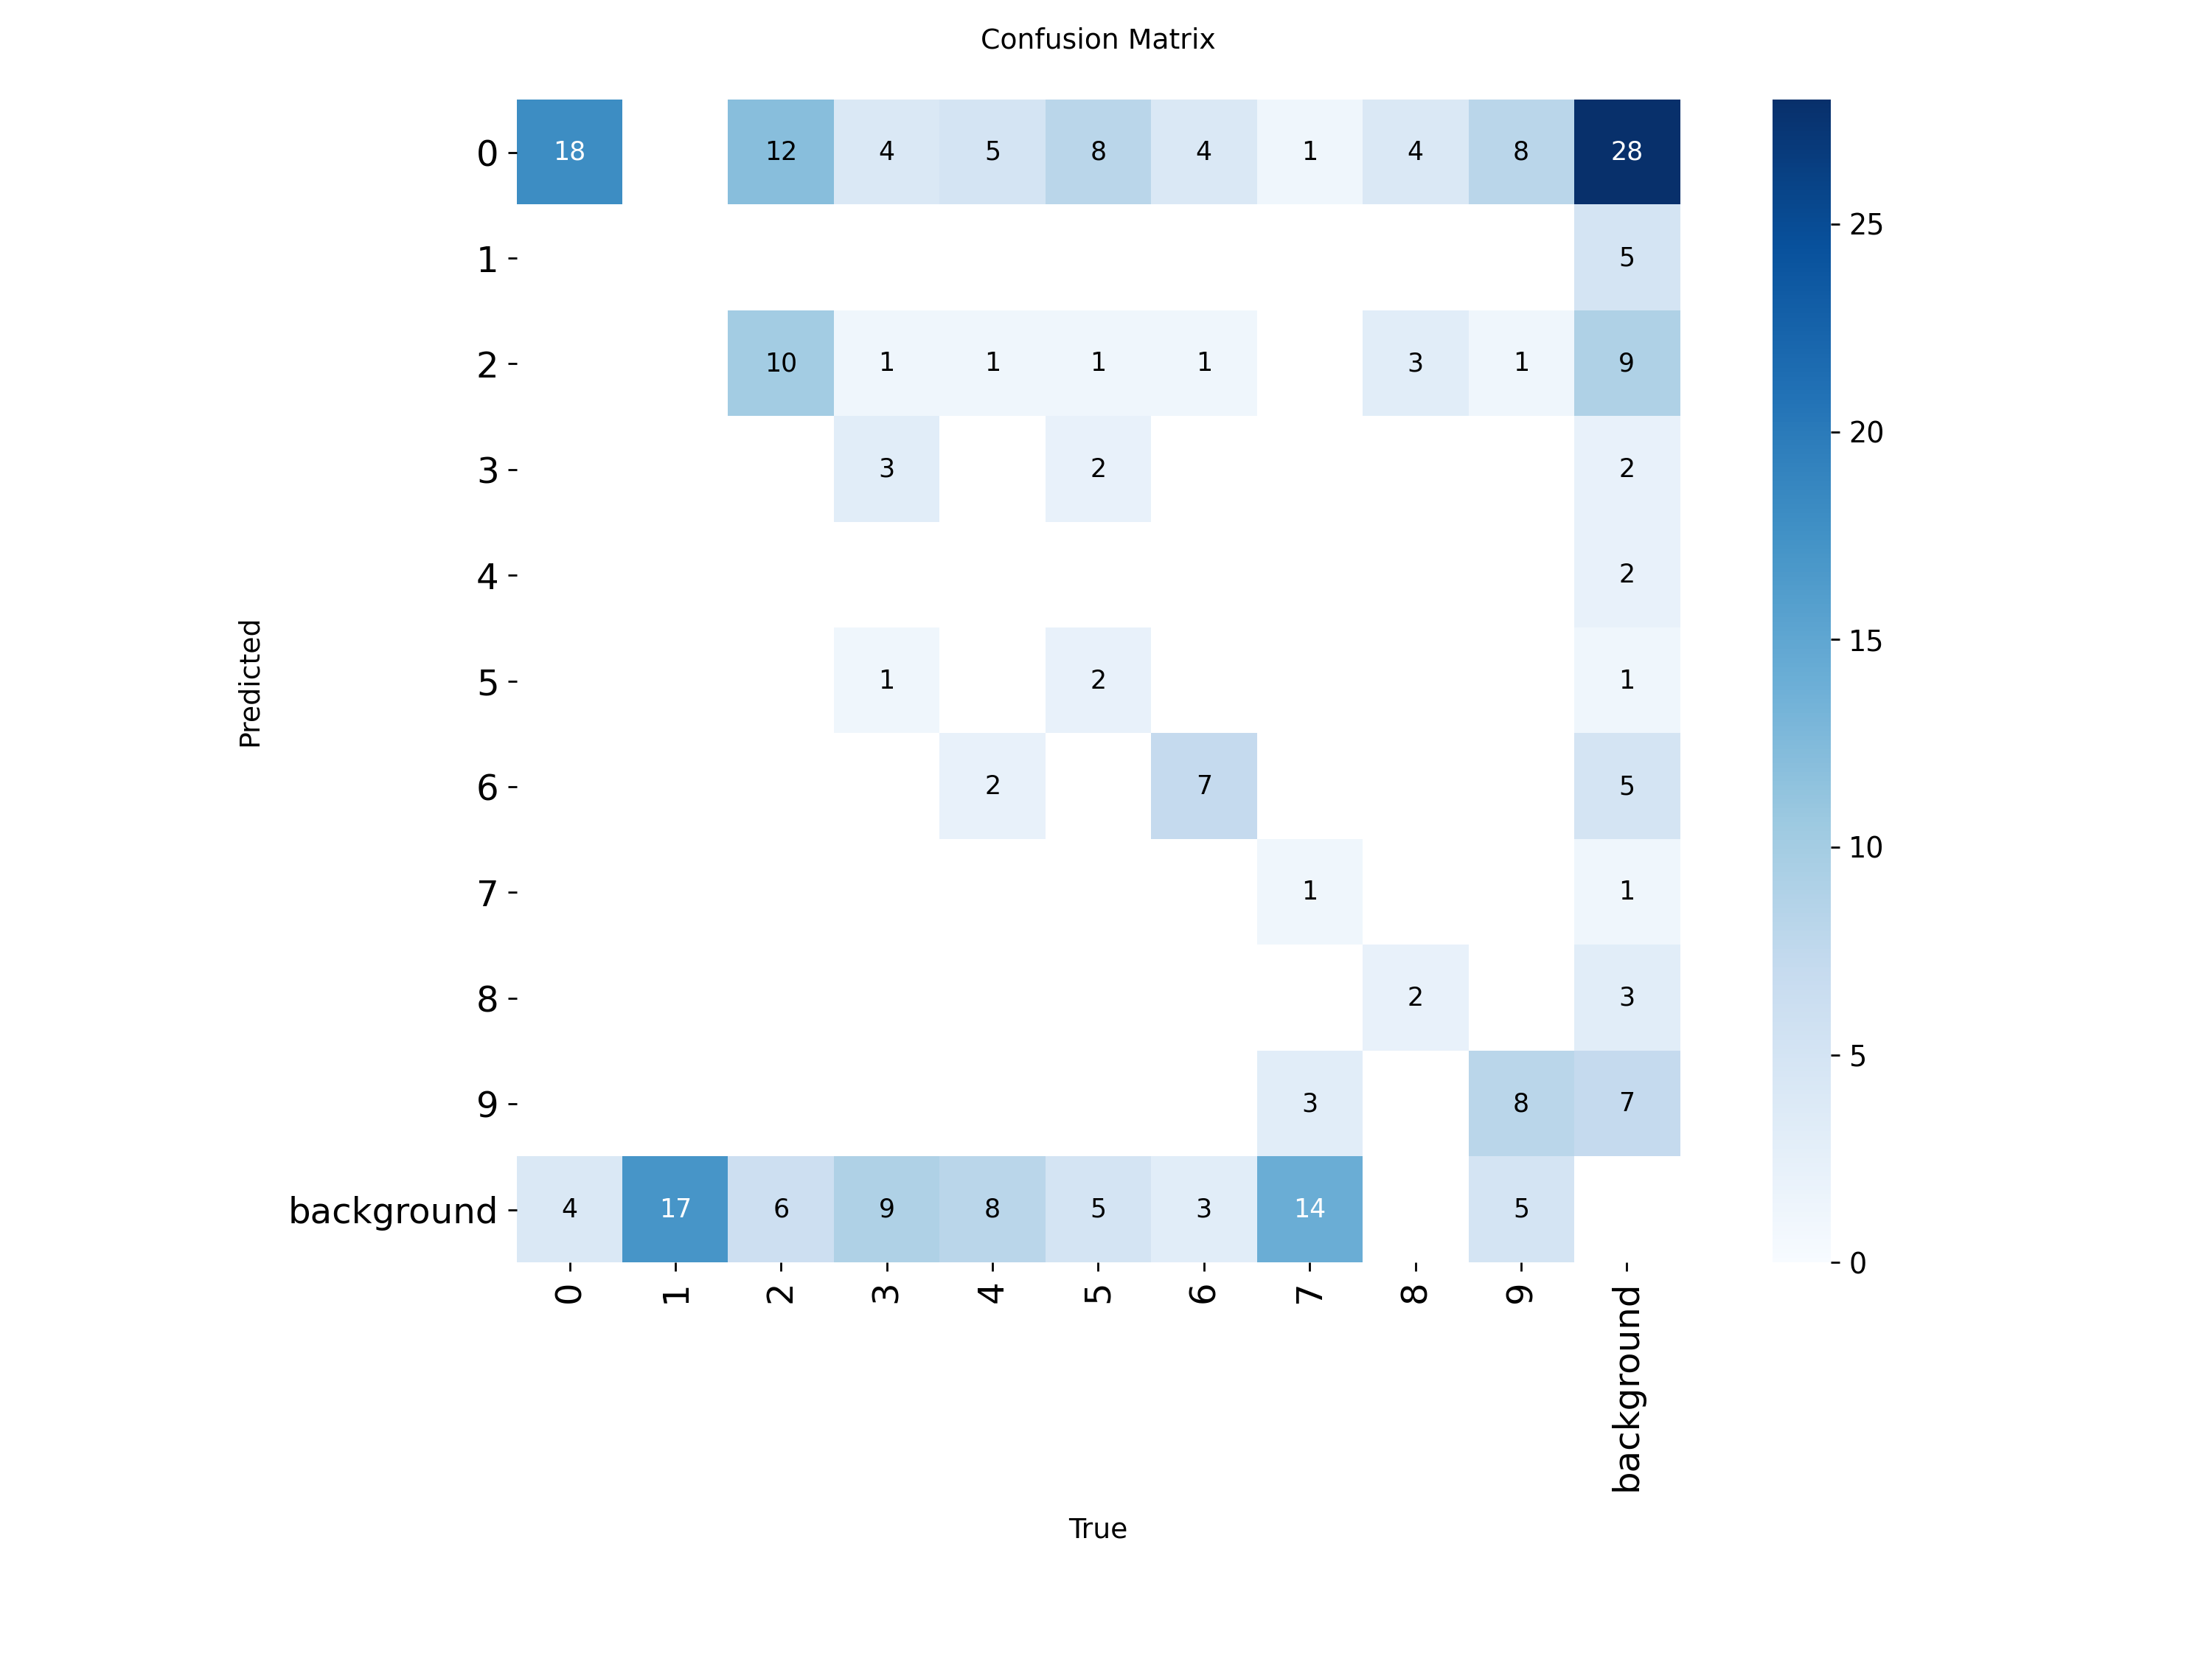 Confusion Matrix
0 18 12 4 5 8 4 1 4 8 28
25
1 5
2 10 1 1 1 1 3 1 9
20
3 3 2 2
4 2
15
Predicted
5 1 2 1
6 2 7 5
10
7 1 1
8 2 3
5
9 3 8 7
background 4 17 6 9 8 5 3 14 5
0
0 1 2 3 4 5 6 7 8 9 background
True